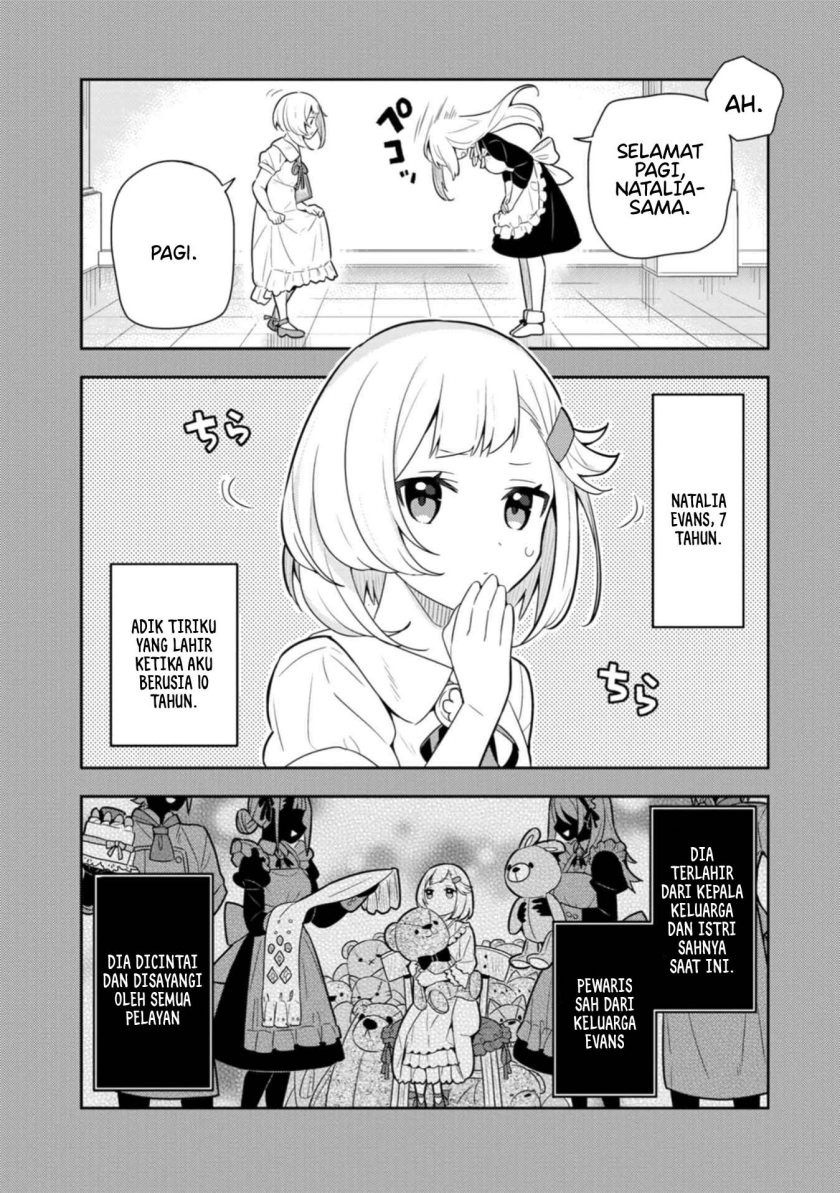 AH.
SELAMAT
PAGI,
NATALIA-
SAMA.
ペコッ
PAGI.
ちら
NATALIA
EVANS, 7
TAHUN.
ADIK TIRIKU
YANG LAHIR
KETIKA AKU
BERUSIA 10
TAHUN.
ちら
DIA
TERLAHIR
DARI KEPALA
KELUARGA
DAN ISTRI
SAHNYA
SAAT INI.
PEWARIS
SAH DARI
KELUARGA
EVANS
DIA DICINTAI
DAN DISAYANGI
OLEH SEMUA
PELAYAN